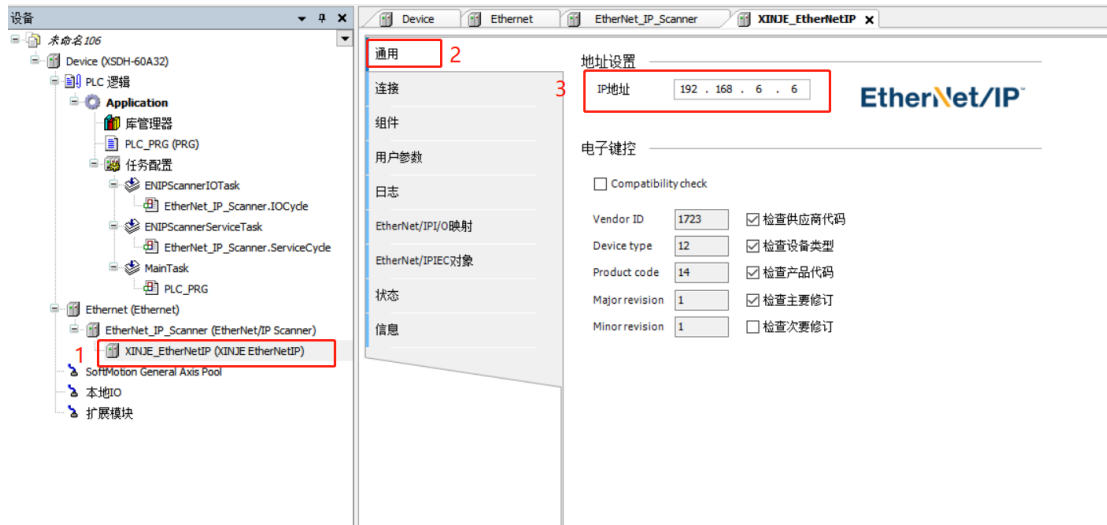 设备
未命名106
Device (XSDH-60A32)
PLC 逻辑
Application
库管理器
PLC_PRG (PRG)
任务配置
ENIPScannerIOTask
EtherNet_IP_Scanner.IOCycle
ENIPScannerServiceTask
EtherNet_IP_Scanner.ServiceCycle
MainTask
PLC_PRG
Ethernet (Ethernet)
EtherNet_IP_Scanner (EtherNet/IP Scanner)
1 XINJE_EtherNetIP (XINJE EtherNetIP)
SoftMotion General Axis Pool
本地IO
扩展模块
Device Ethernet EtherNet_IP_Scanner XINJE_EtherNetIP
通用 2
连接
组件
用户参数
日志
EtherNet/IPI/O映射
EtherNet/IPIEC对象
状态
信息
地址设置
3 IP地址 192 . 168 . 6 . 6
EtherNet/IP
电子键控
Compatibility check
Vendor ID 1723 检查供应商代码
Device type 12 检查设备类型
Product code 14 检查产品代码
Major revision 1 检查主要修订
Minor revision 1 检查次要修订